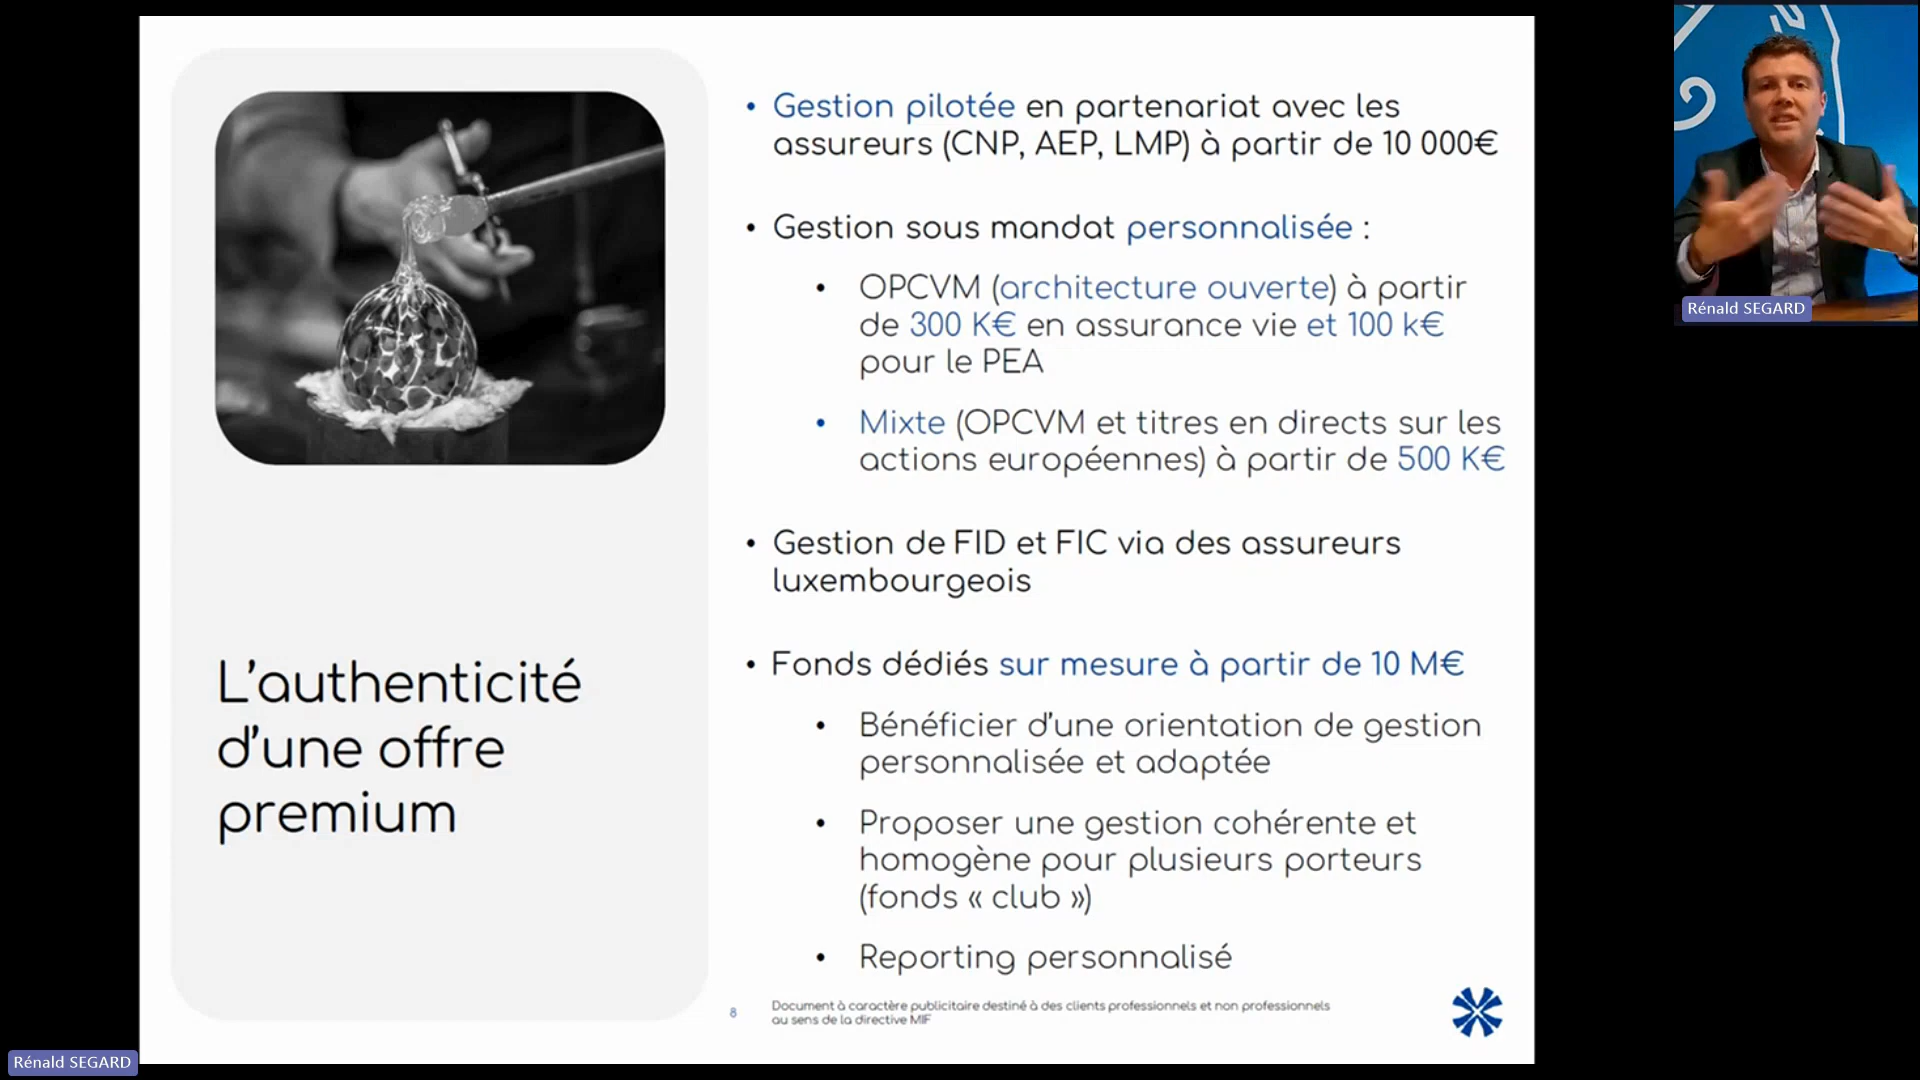 L'authenticité
d'une offre
premium
• Gestion pilotée en partenariat avec les
assureurs (CNP, AEP, LMP) à partir de 10 000€
• Gestion sous mandat personnalisée :
• OPCVM (architecture ouverte) à partir
de 300 K€ en assurance vie et 100 k€
pour le PEA
• Mixte (OPCVM et titres en directs sur les
actions européennes) à partir de 500 K€
• Gestion de FID et FIC via des assureurs
luxembourgeois
• Fonds dédiés sur mesure à partir de 10 M€
• Bénéficier d'une orientation de gestion
personnalisée et adaptée
• Proposer une gestion cohérente et
homogène pour plusieurs porteurs
(fonds « club »)
• Reporting personnalisé
8
Document à caractère publicitaire destiné à des clients professionnels et non professionnels
au sens de la directive MIF
Rénald SEGARD
Rénald SEGARD